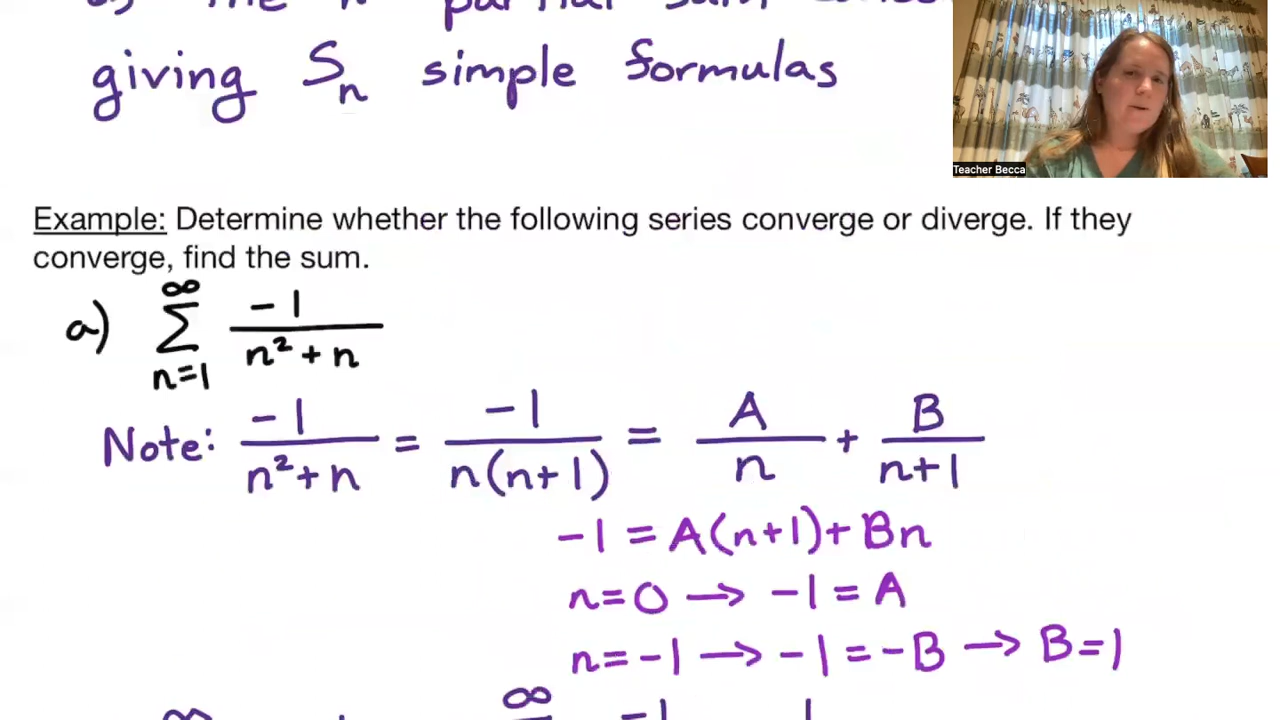 partial sum
giving Sₙ simple formulas
Teacher Becca
Example: Determine whether the following series converge or diverge. If they
converge, find the sum.
a) ∑_{n=1}^{∞} -1/(n²+n)
Note: -1/(n²+n) = -1/(n(n+1)) = A/n + B/(n+1)
-1 = A(n+1) + Bn
n=0 → -1 = A
n=-1 → -1 = -B → B=1